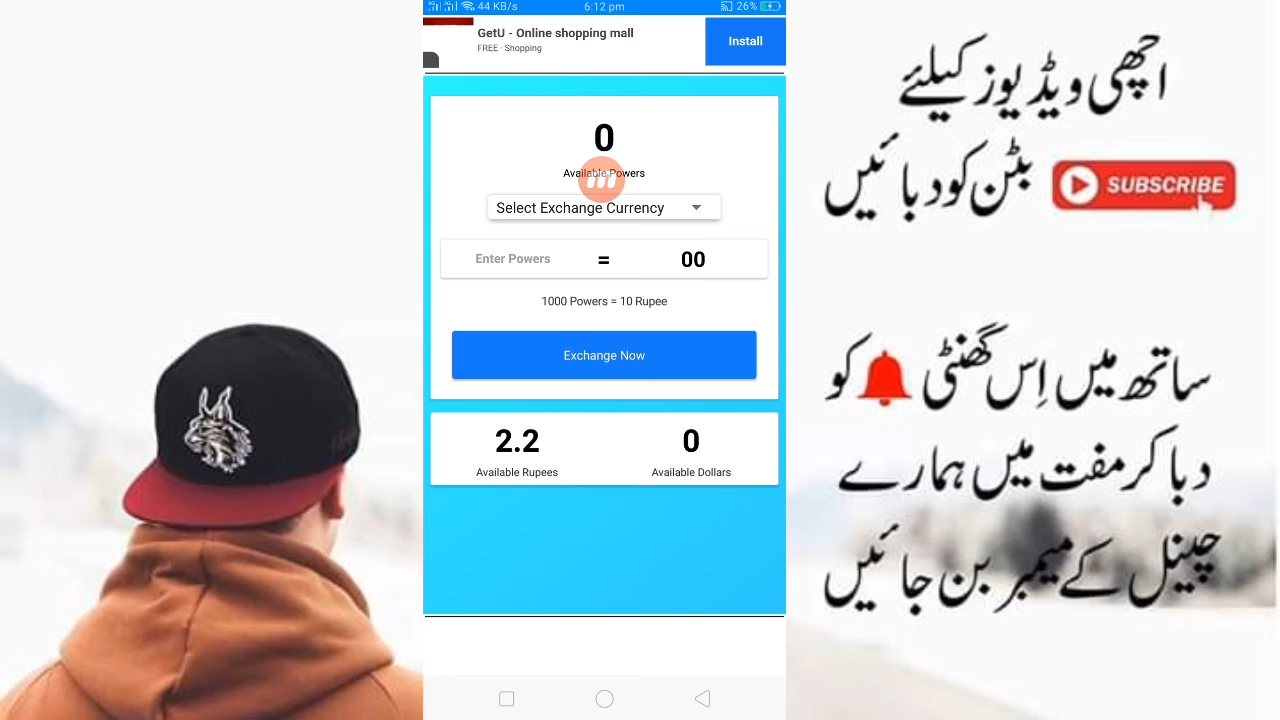 44 KB/s 6:12 pm 26%
GetU - Online shopping mall
FREE · Shopping
Install
0
Available Powers
Select Exchange Currency
Enter Powers = 00
1000 Powers = 10 Rupee
Exchange Now
2.2 0
Available Rupees Available Dollars
اچھی ویڈیوز کیلئے
SUBSCRIBE بٹن کو دبائیں
ساتھ میں اِس گھنٹی کو
دبا کر مفت میں ہمارے
چینل کے میمبر بن جائیں